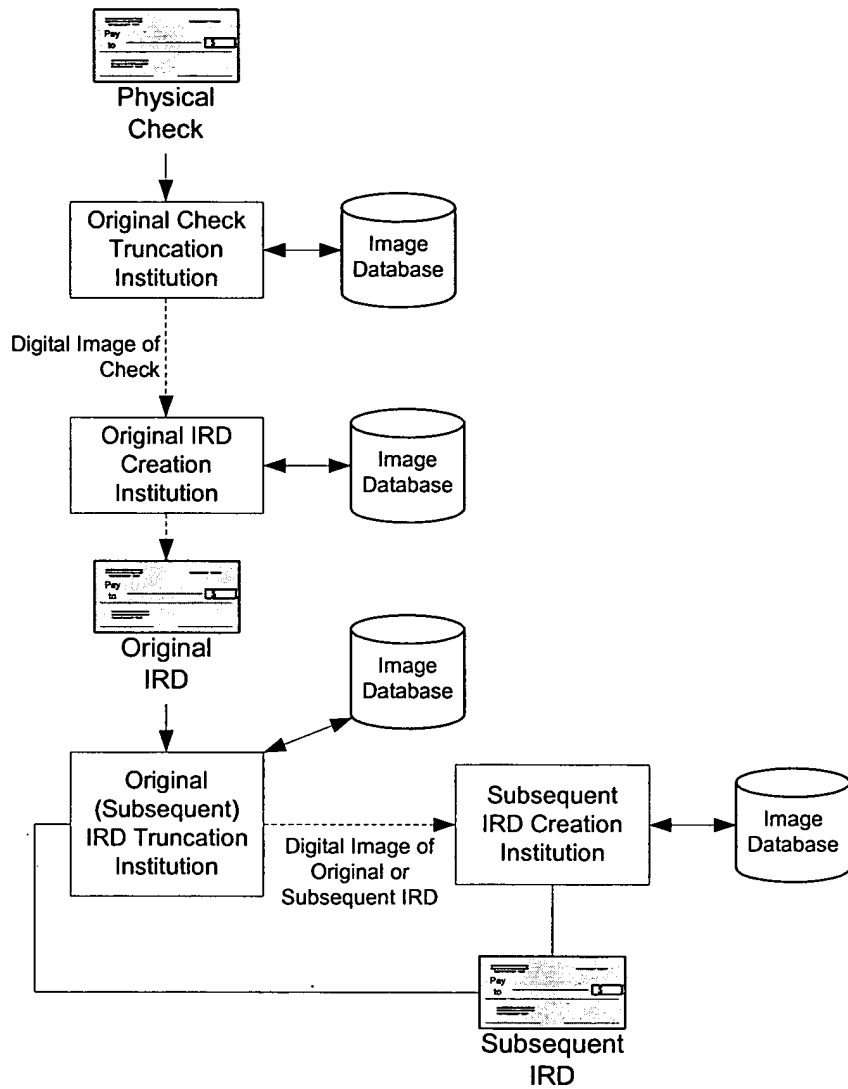 Pay
to
$
Physical
Check
Original Check
Truncation
Institution
Image
Database
Digital Image of
Check
Original IRD
Creation
Institution
Image
Database
Pay
to
$
Original
IRD
Image
Database
Original
(Subsequent)
IRD Truncation
Institution
Digital Image of
Original or
Subsequent IRD
Subsequent
IRD Creation
Institution
Image
Database
Pay
to
$
Subsequent
IRD